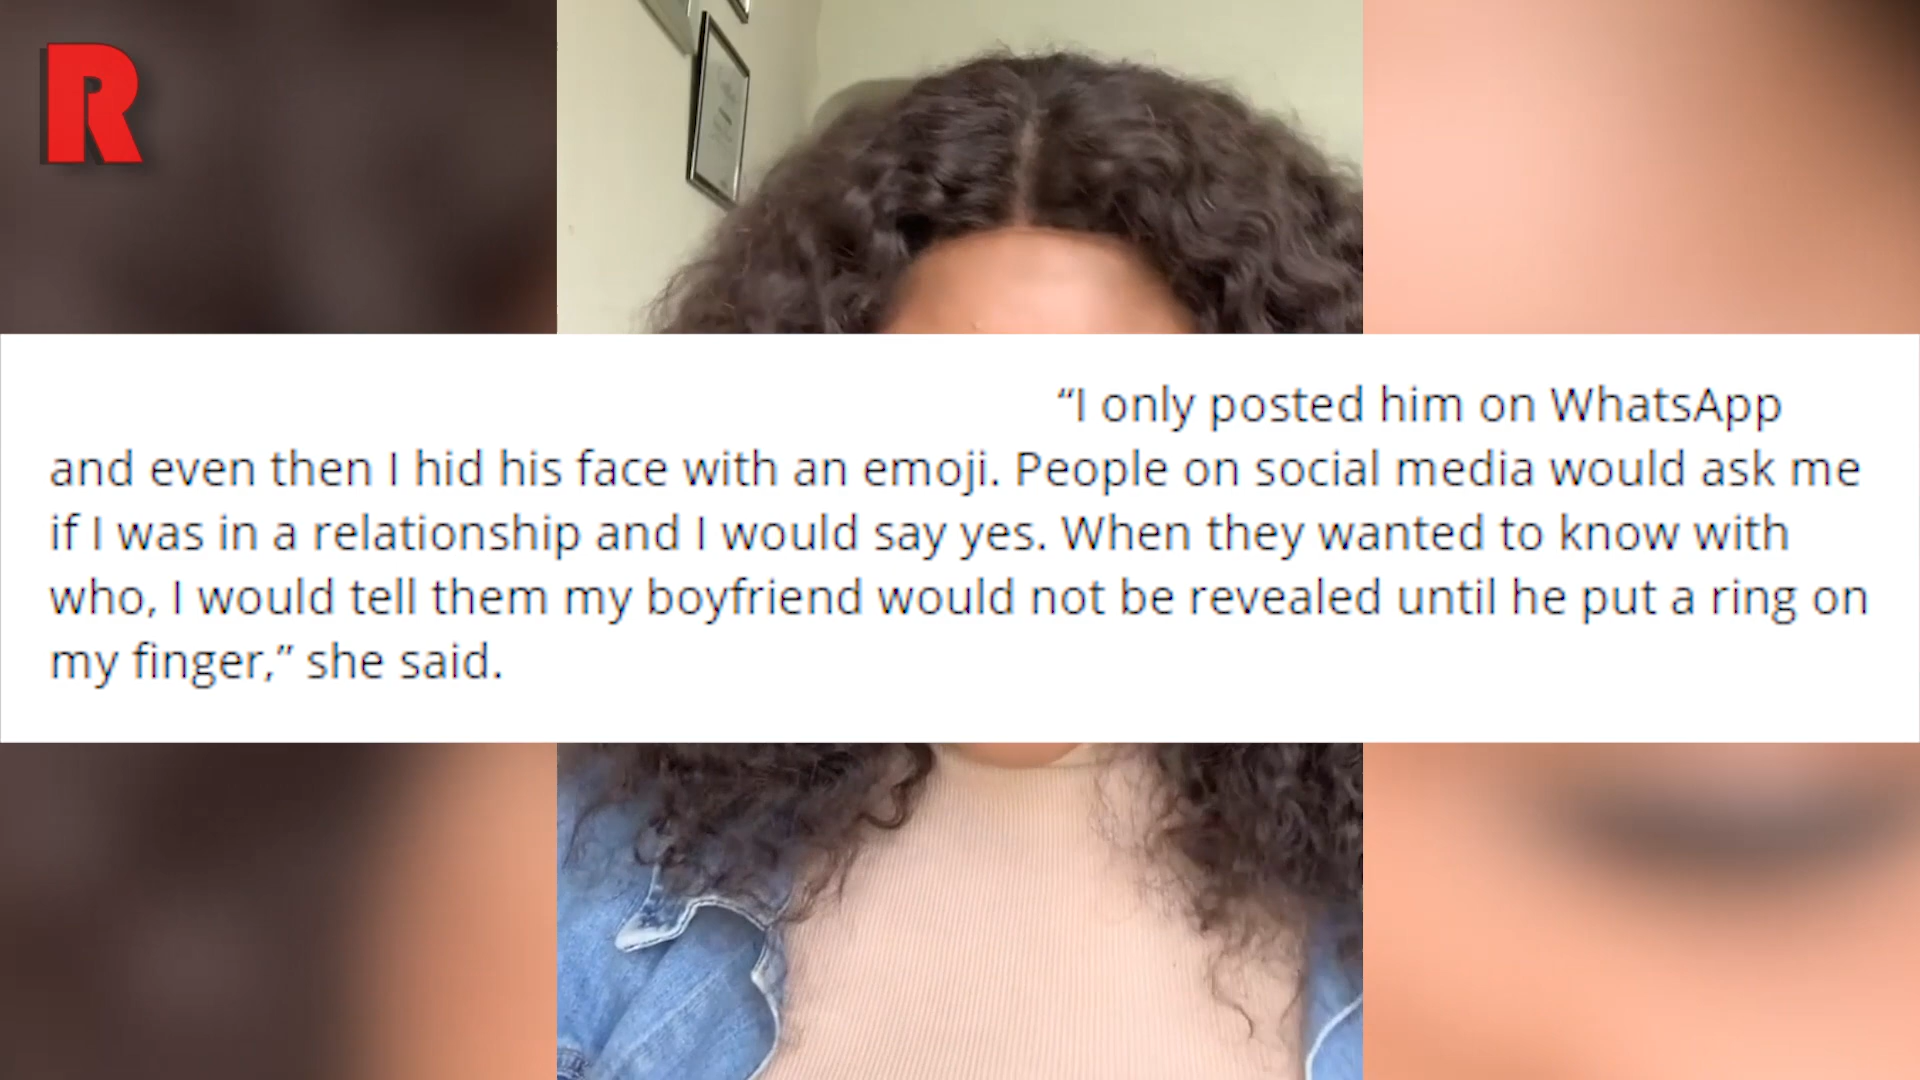 R
“I only posted him on WhatsApp
and even then I hid his face with an emoji. People on social media would ask me
if I was in a relationship and I would say yes. When they wanted to know with
who, I would tell them my boyfriend would not be revealed until he put a ring on
my finger,” she said.